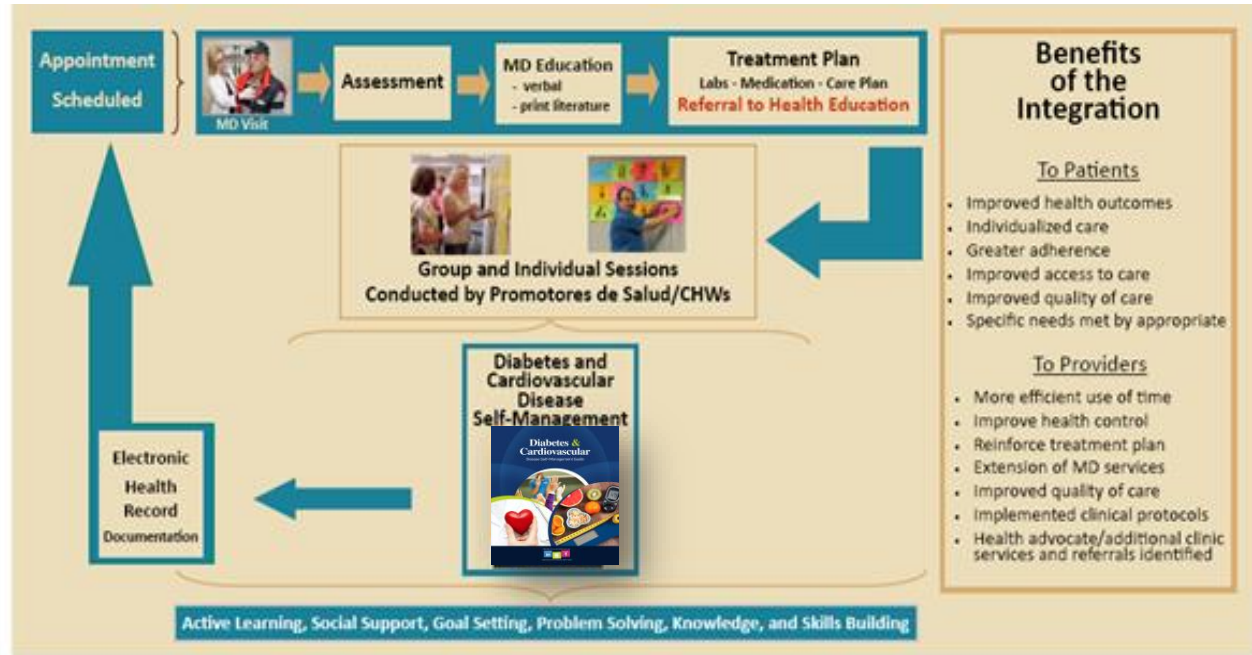 Appointment
Scheduled
MD Visit
Assessment
MD Education
- verbal
- print literature
Treatment Plan
Labs - Medication - Care Plan
Referral to Health Education
Group and Individual Sessions
Conducted by Promotores de Salud/CHWs
Diabetes and
Cardiovascular
Disease
Self-Management
Diabetes &
Cardiovascular
Electronic
Health
Record
Documentation
Active Learning, Social Support, Goal Setting, Problem Solving, Knowledge, and Skills Building
Benefits
of the
Integration
To Patients
• Improved health outcomes
• Individualized care
• Greater adherence
• Improved access to care
• Improved quality of care
• Specific needs met by appropriate
To Providers
• More efficient use of time
• Improve health control
• Reinforce treatment plan
• Extension of MD services
• Improved quality of care
• Implemented clinical protocols
• Health advocate/additional clinic
services and referrals identified